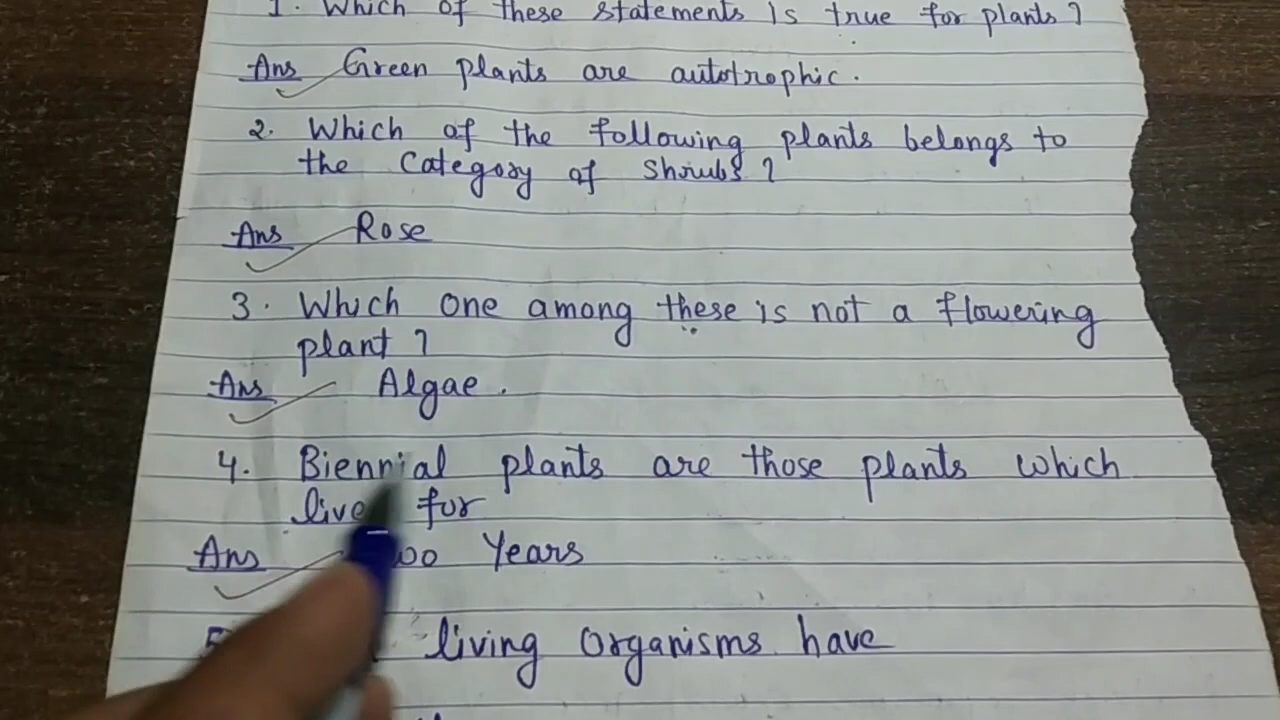 1. Which of these statements is true for plants?
Ans Green plants are autotrophic.
2. Which of the following plants belongs to
the Category of Shrubs?
Ans Rose
3. Which one among these is not a flowering
plant?
Ans Algae.
4. Biennial plants are those plants which
live for
Ans Years
living Organisms have